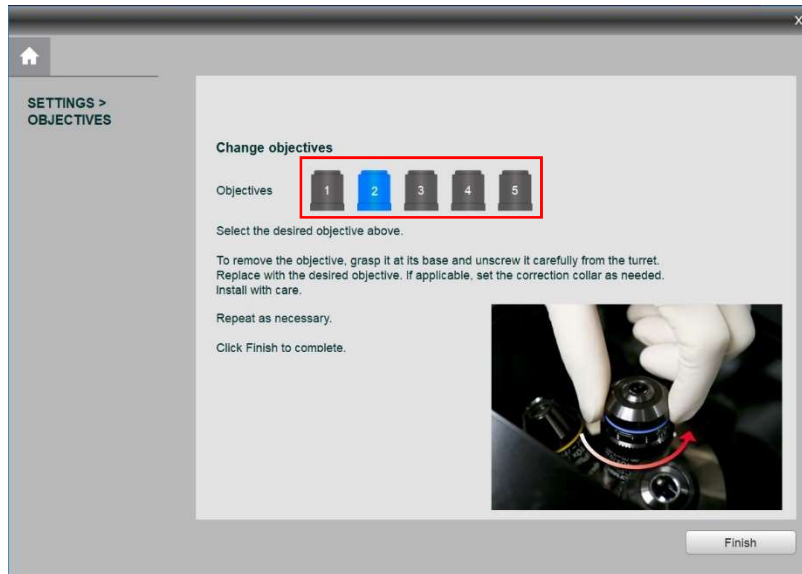 X
SETTINGS >
OBJECTIVES
Change objectives
Objectives
1 2 3 4 5
Select the desired objective above.
To remove the objective, grasp it at its base and unscrew it carefully from the turret.
Replace with the desired objective. If applicable, set the correction collar as needed.
Install with care.
Repeat as necessary.
Click Finish to complete.
Finish